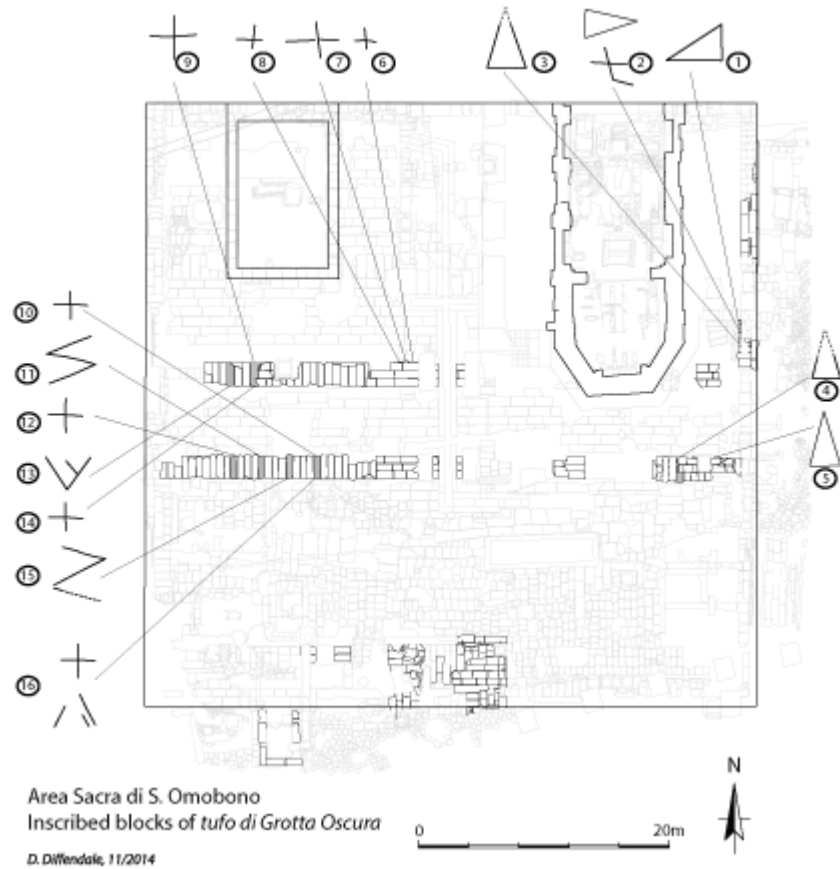 9 8 7 6 3 2 1
10
11
12
13
14
15
16
4
5
N
Area Sacra di S. Omobono
Inscribed blocks of tufo di Grotta Oscura
0 20m
D. Diffendale, 11/2014